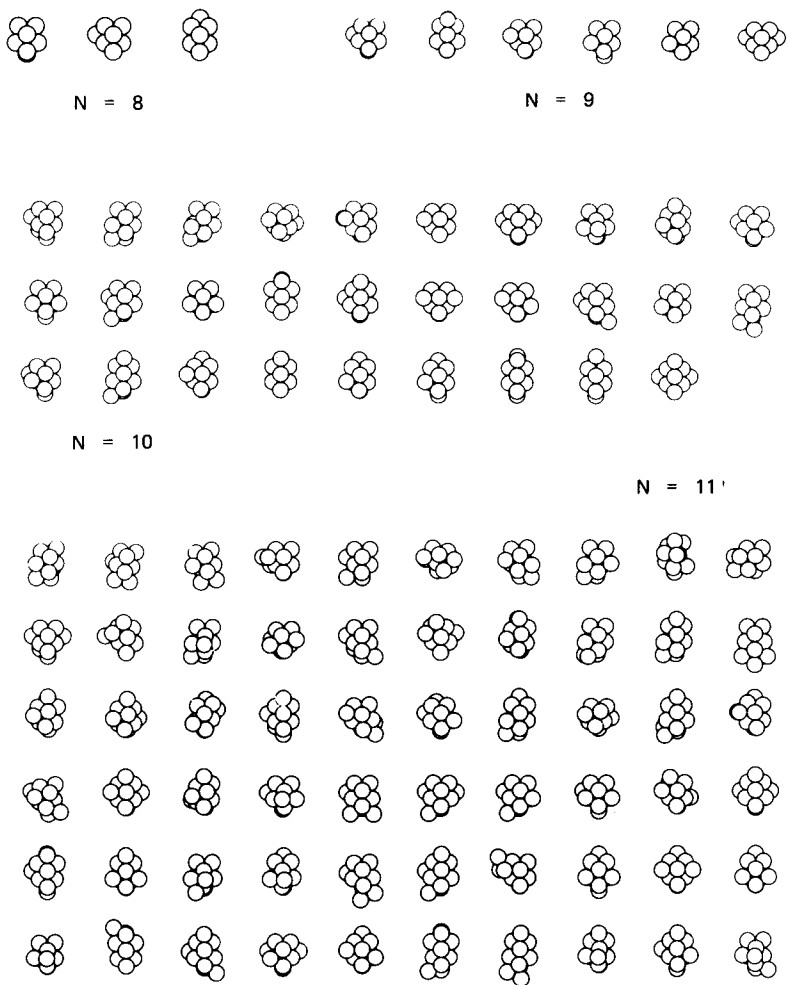 N = 8
N = 9
N = 10
N = 11